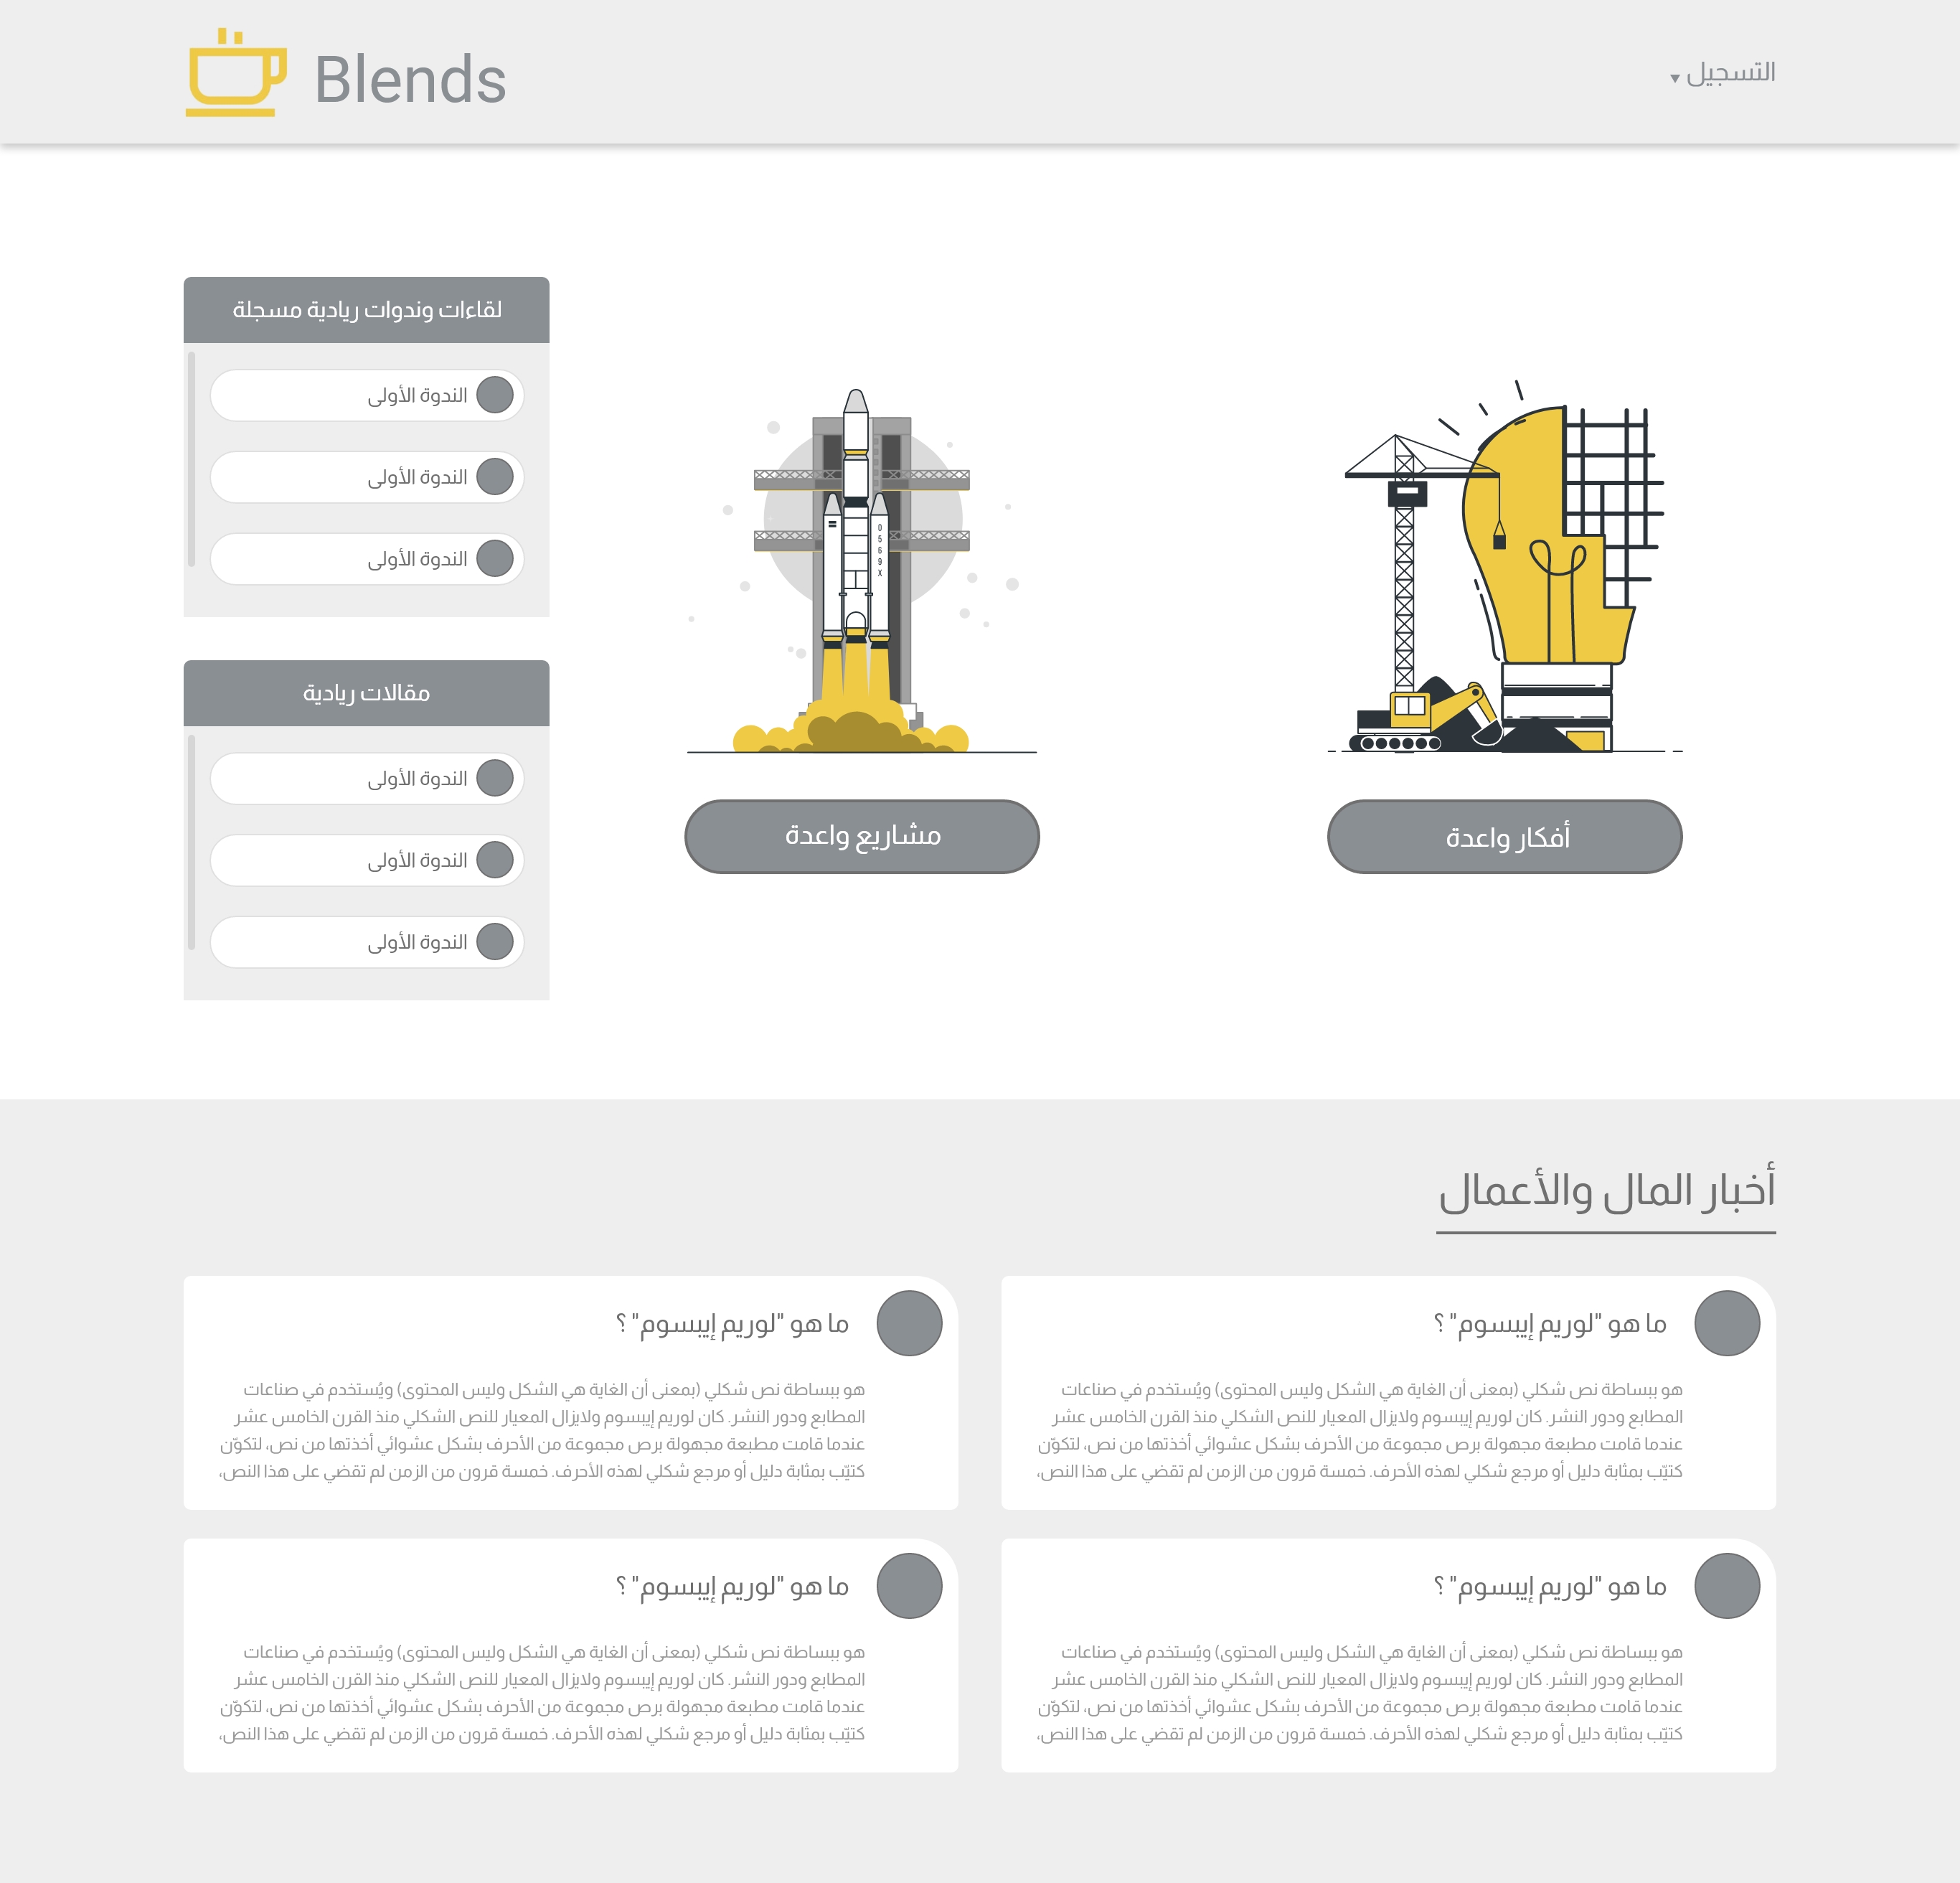 Blends
التسجيل
لقاءات وندوات ريادية مسجلة
الندوة الأولى
الندوة الأولى
الندوة الأولى
مقالات ريادية
الندوة الأولى
الندوة الأولى
الندوة الأولى
0569X
أفكار واعدة
مشاريع واعدة
أخبار المال والأعمال
ما هو "لوريم إيبسوم" ؟
هو ببساطة نص شكلي (بمعنى أن الغاية هي الشكل وليس المحتوى) ويُستخدم في صناعات
المطابع ودور النشر. كان لوريم إيبسوم ولايزال المعيار للنص الشكلي منذ القرن الخامس عشر
عندما قامت مطبعة مجهولة برص مجموعة من الأحرف بشكل عشوائي أخذتها من نص، لتكوّن
كتيّب بمثابة دليل أو مرجع شكلي لهذه الأحرف. خمسة قرون من الزمن لم تقضي على هذا النص،
ما هو "لوريم إيبسوم" ؟
هو ببساطة نص شكلي (بمعنى أن الغاية هي الشكل وليس المحتوى) ويُستخدم في صناعات
المطابع ودور النشر. كان لوريم إيبسوم ولايزال المعيار للنص الشكلي منذ القرن الخامس عشر
عندما قامت مطبعة مجهولة برص مجموعة من الأحرف بشكل عشوائي أخذتها من نص، لتكوّن
كتيّب بمثابة دليل أو مرجع شكلي لهذه الأحرف. خمسة قرون من الزمن لم تقضي على هذا النص،
ما هو "لوريم إيبسوم" ؟
هو ببساطة نص شكلي (بمعنى أن الغاية هي الشكل وليس المحتوى) ويُستخدم في صناعات
المطابع ودور النشر. كان لوريم إيبسوم ولايزال المعيار للنص الشكلي منذ القرن الخامس عشر
عندما قامت مطبعة مجهولة برص مجموعة من الأحرف بشكل عشوائي أخذتها من نص، لتكوّن
كتيّب بمثابة دليل أو مرجع شكلي لهذه الأحرف. خمسة قرون من الزمن لم تقضي على هذا النص،
ما هو "لوريم إيبسوم" ؟
هو ببساطة نص شكلي (بمعنى أن الغاية هي الشكل وليس المحتوى) ويُستخدم في صناعات
المطابع ودور النشر. كان لوريم إيبسوم ولايزال المعيار للنص الشكلي منذ القرن الخامس عشر
عندما قامت مطبعة مجهولة برص مجموعة من الأحرف بشكل عشوائي أخذتها من نص، لتكوّن
كتيّب بمثابة دليل أو مرجع شكلي لهذه الأحرف. خمسة قرون من الزمن لم تقضي على هذا النص،